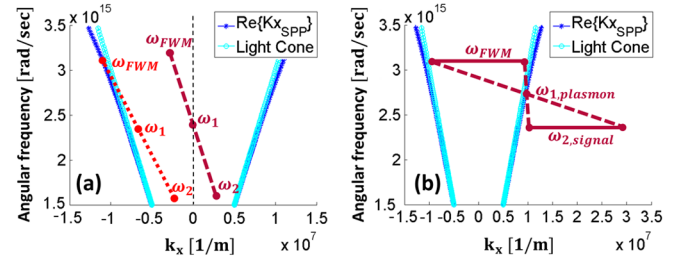 x 10^15
Re{Kx_SPP}
Light Cone
Angular frequency [rad/sec]
3.5
3
2.5
2
1.5
ω_FWM
ω_FWM
ω_1
ω_1
ω_2
ω_2
(a)
-1.5 -1 -0.5 0 0.5 1 1.5
k_x [1/m]
x 10^7
x 10^15
Re{Kx_SPP}
Light Cone
Angular frequency [rad/sec]
3.5
3
2.5
2
1.5
ω_FWM
ω_1,plasmon
ω_2,signal
(b)
-1.5 -1 -0.5 0 0.5 1 1.5 2 2.5 3 3.5
k_x [1/m]
x 10^7